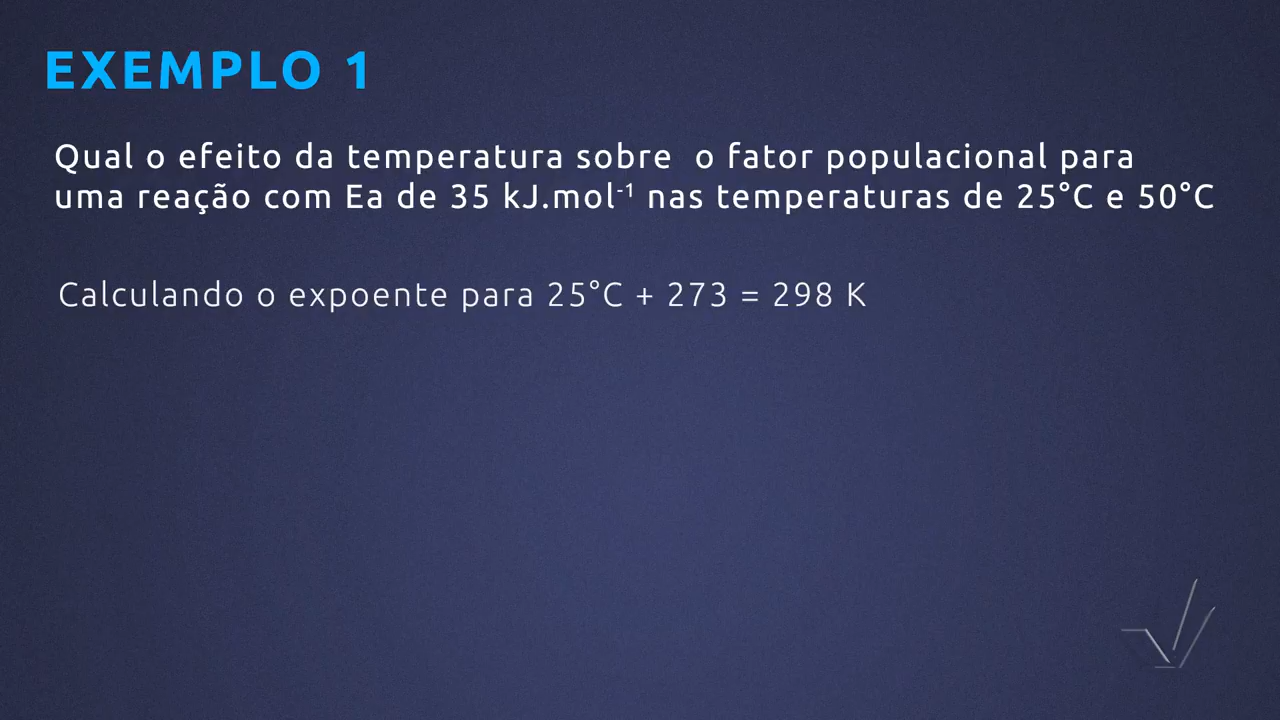 EXEMPLO 1
Qual o efeito da temperatura sobre o fator populacional para
uma reação com Ea de 35 kJ.mol⁻¹ nas temperaturas de 25°C e 50°C
Calculando o expoente para 25°C + 273 = 298 K